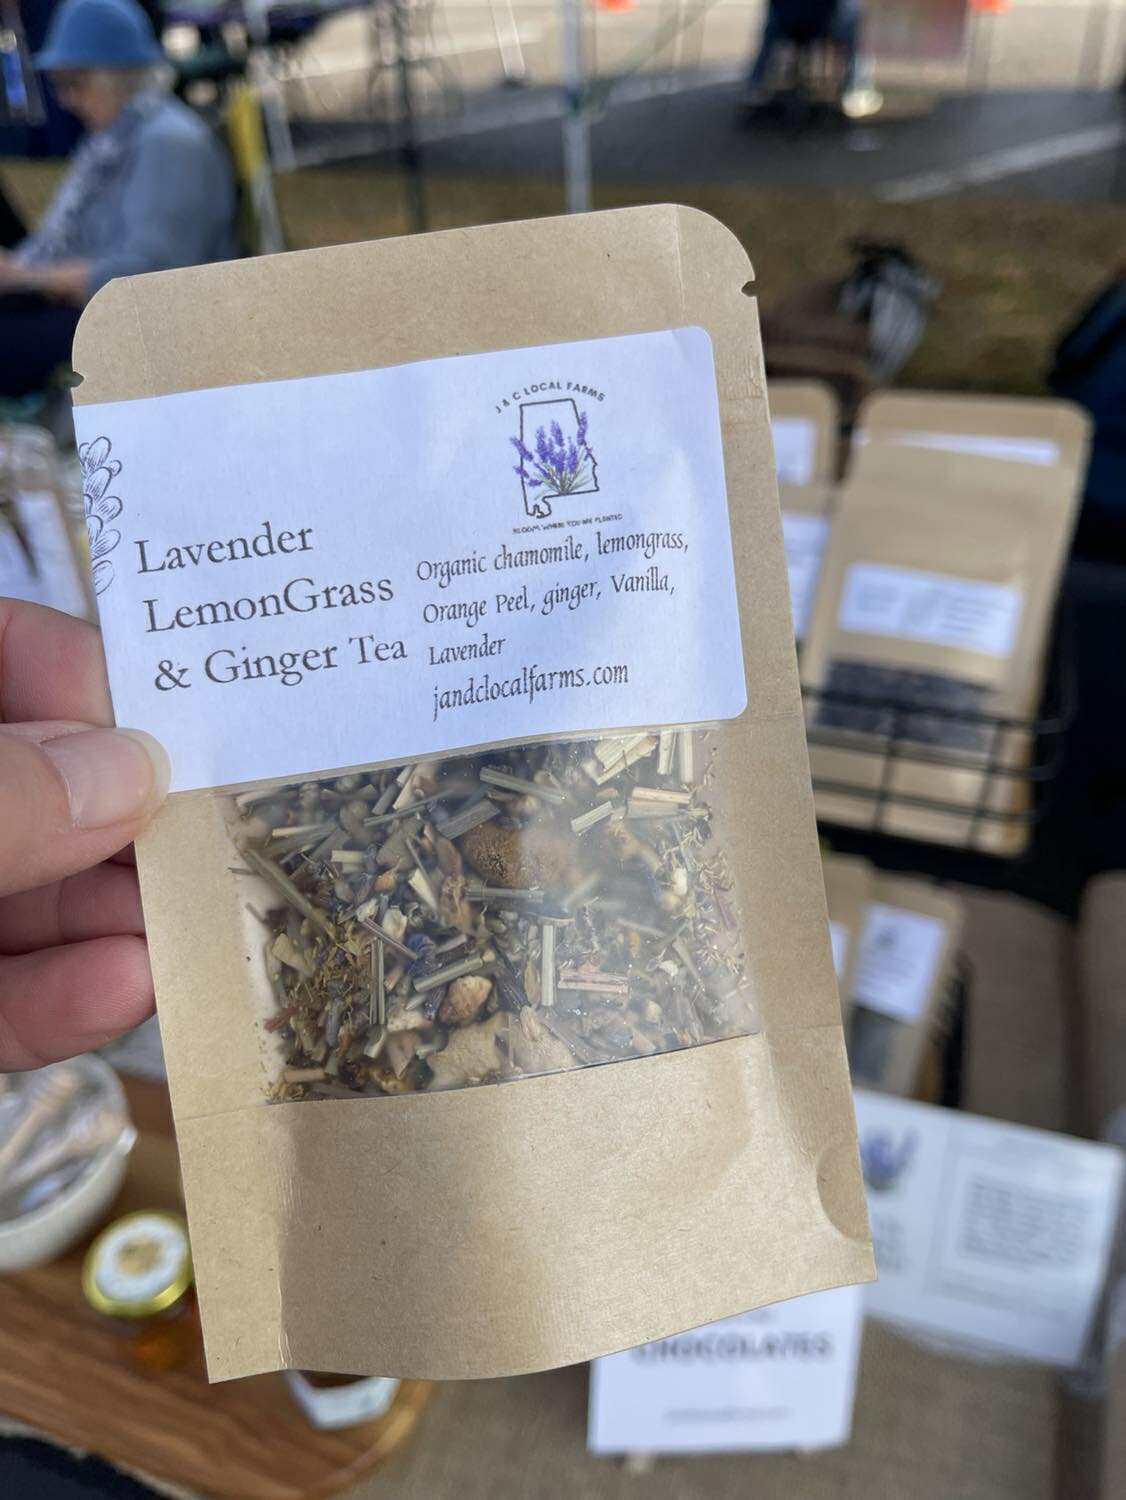 J & C LOCAL FARMS
BLOOM WHERE YOU ARE PLANTED
Lavender
LemonGrass
& Ginger Tea
Organic chamomile, lemongrass,
Orange Peel, ginger, Vanilla,
Lavender
jandclocalfarms.com
CHOCOLATES